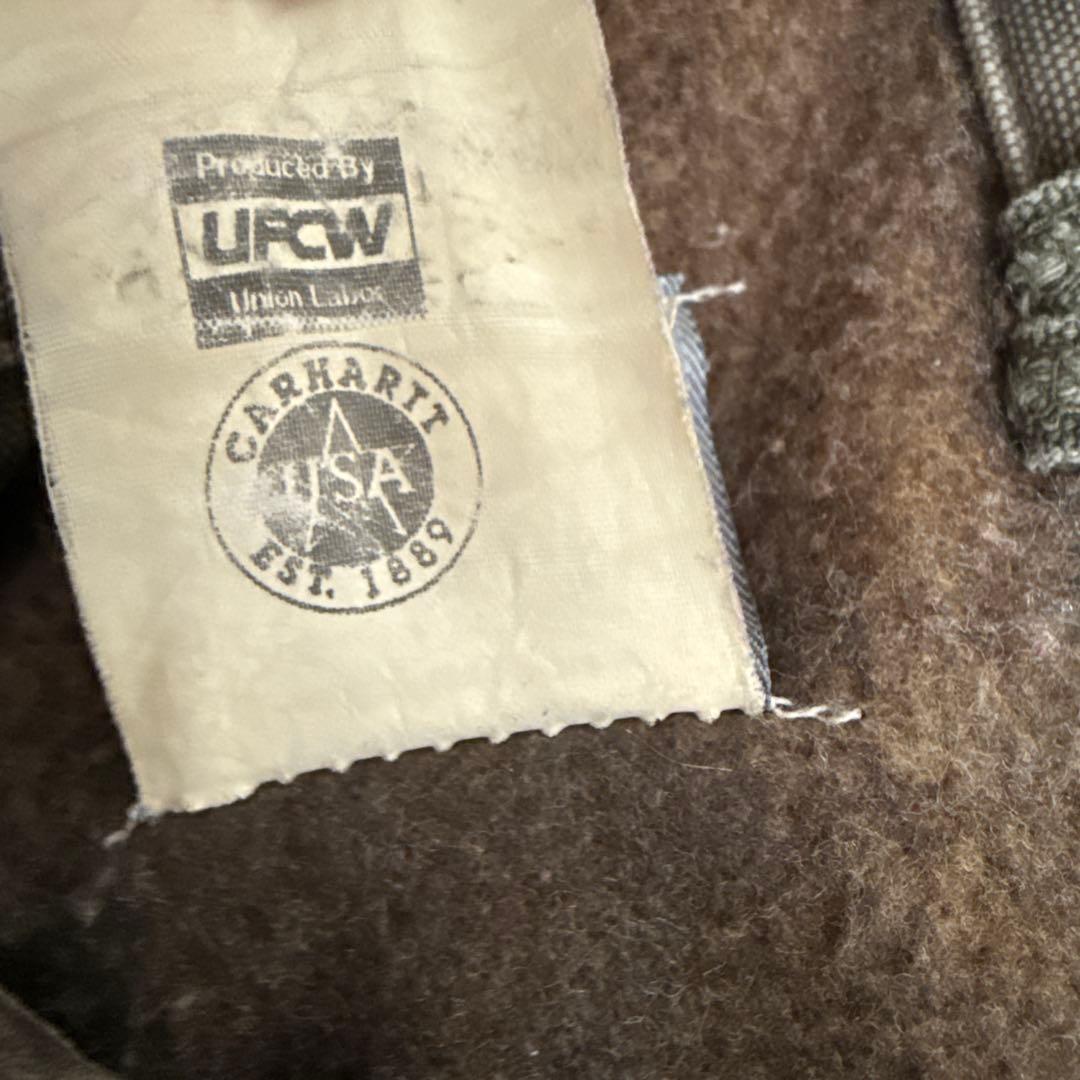 Produced By
UFCW
Union Labor
CARHARTT
USA
EST. 1889